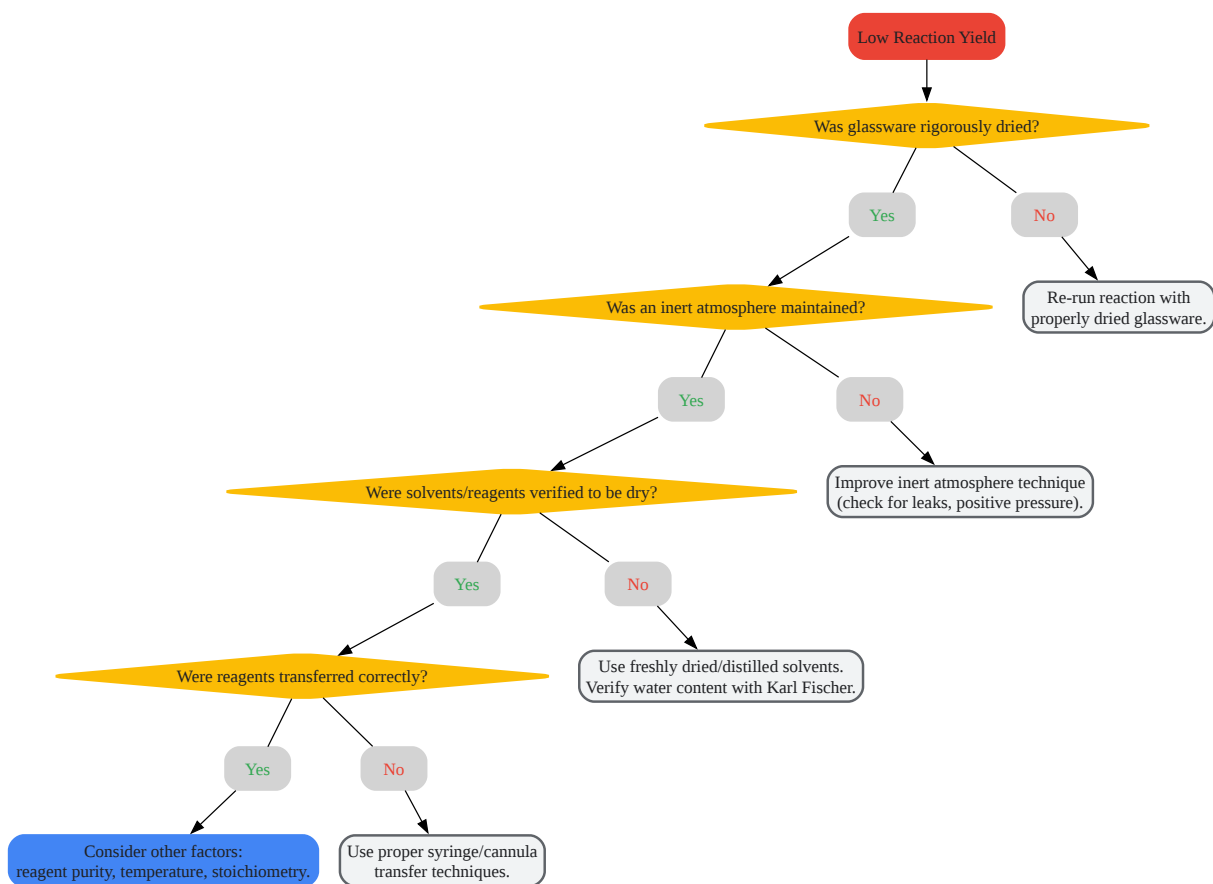 Low Reaction Yield
Was glassware rigorously dried?
Yes
No
Was an inert atmosphere maintained?
Re-run reaction with
properly dried glassware.
Yes
No
Were solvents/reagents verified to be dry?
Improve inert atmosphere technique
(check for leaks, positive pressure).
Yes
No
Were reagents transferred correctly?
Use freshly dried/distilled solvents.
Verify water content with Karl Fischer.
Yes
No
Consider other factors:
reagent purity, temperature, stoichiometry.
Use proper syringe/cannula
transfer techniques.